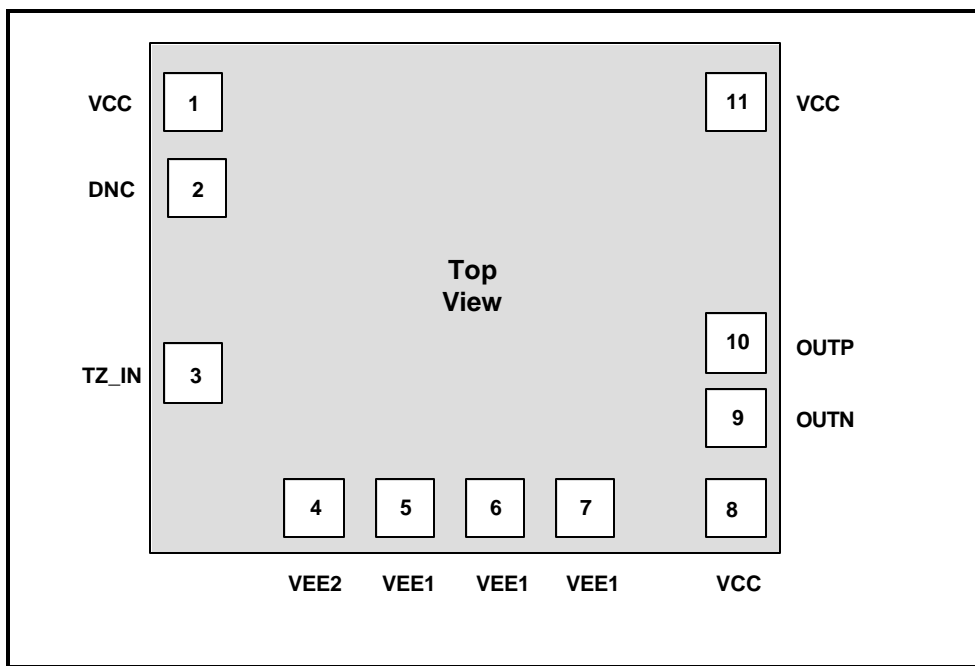 VCC 1 11 VCC
DNC 2
Top
View
10 OUTP
TZ_IN 3
9 OUTN
4 5 6 7 8
VEE2 VEE1 VEE1 VEE1 VCC